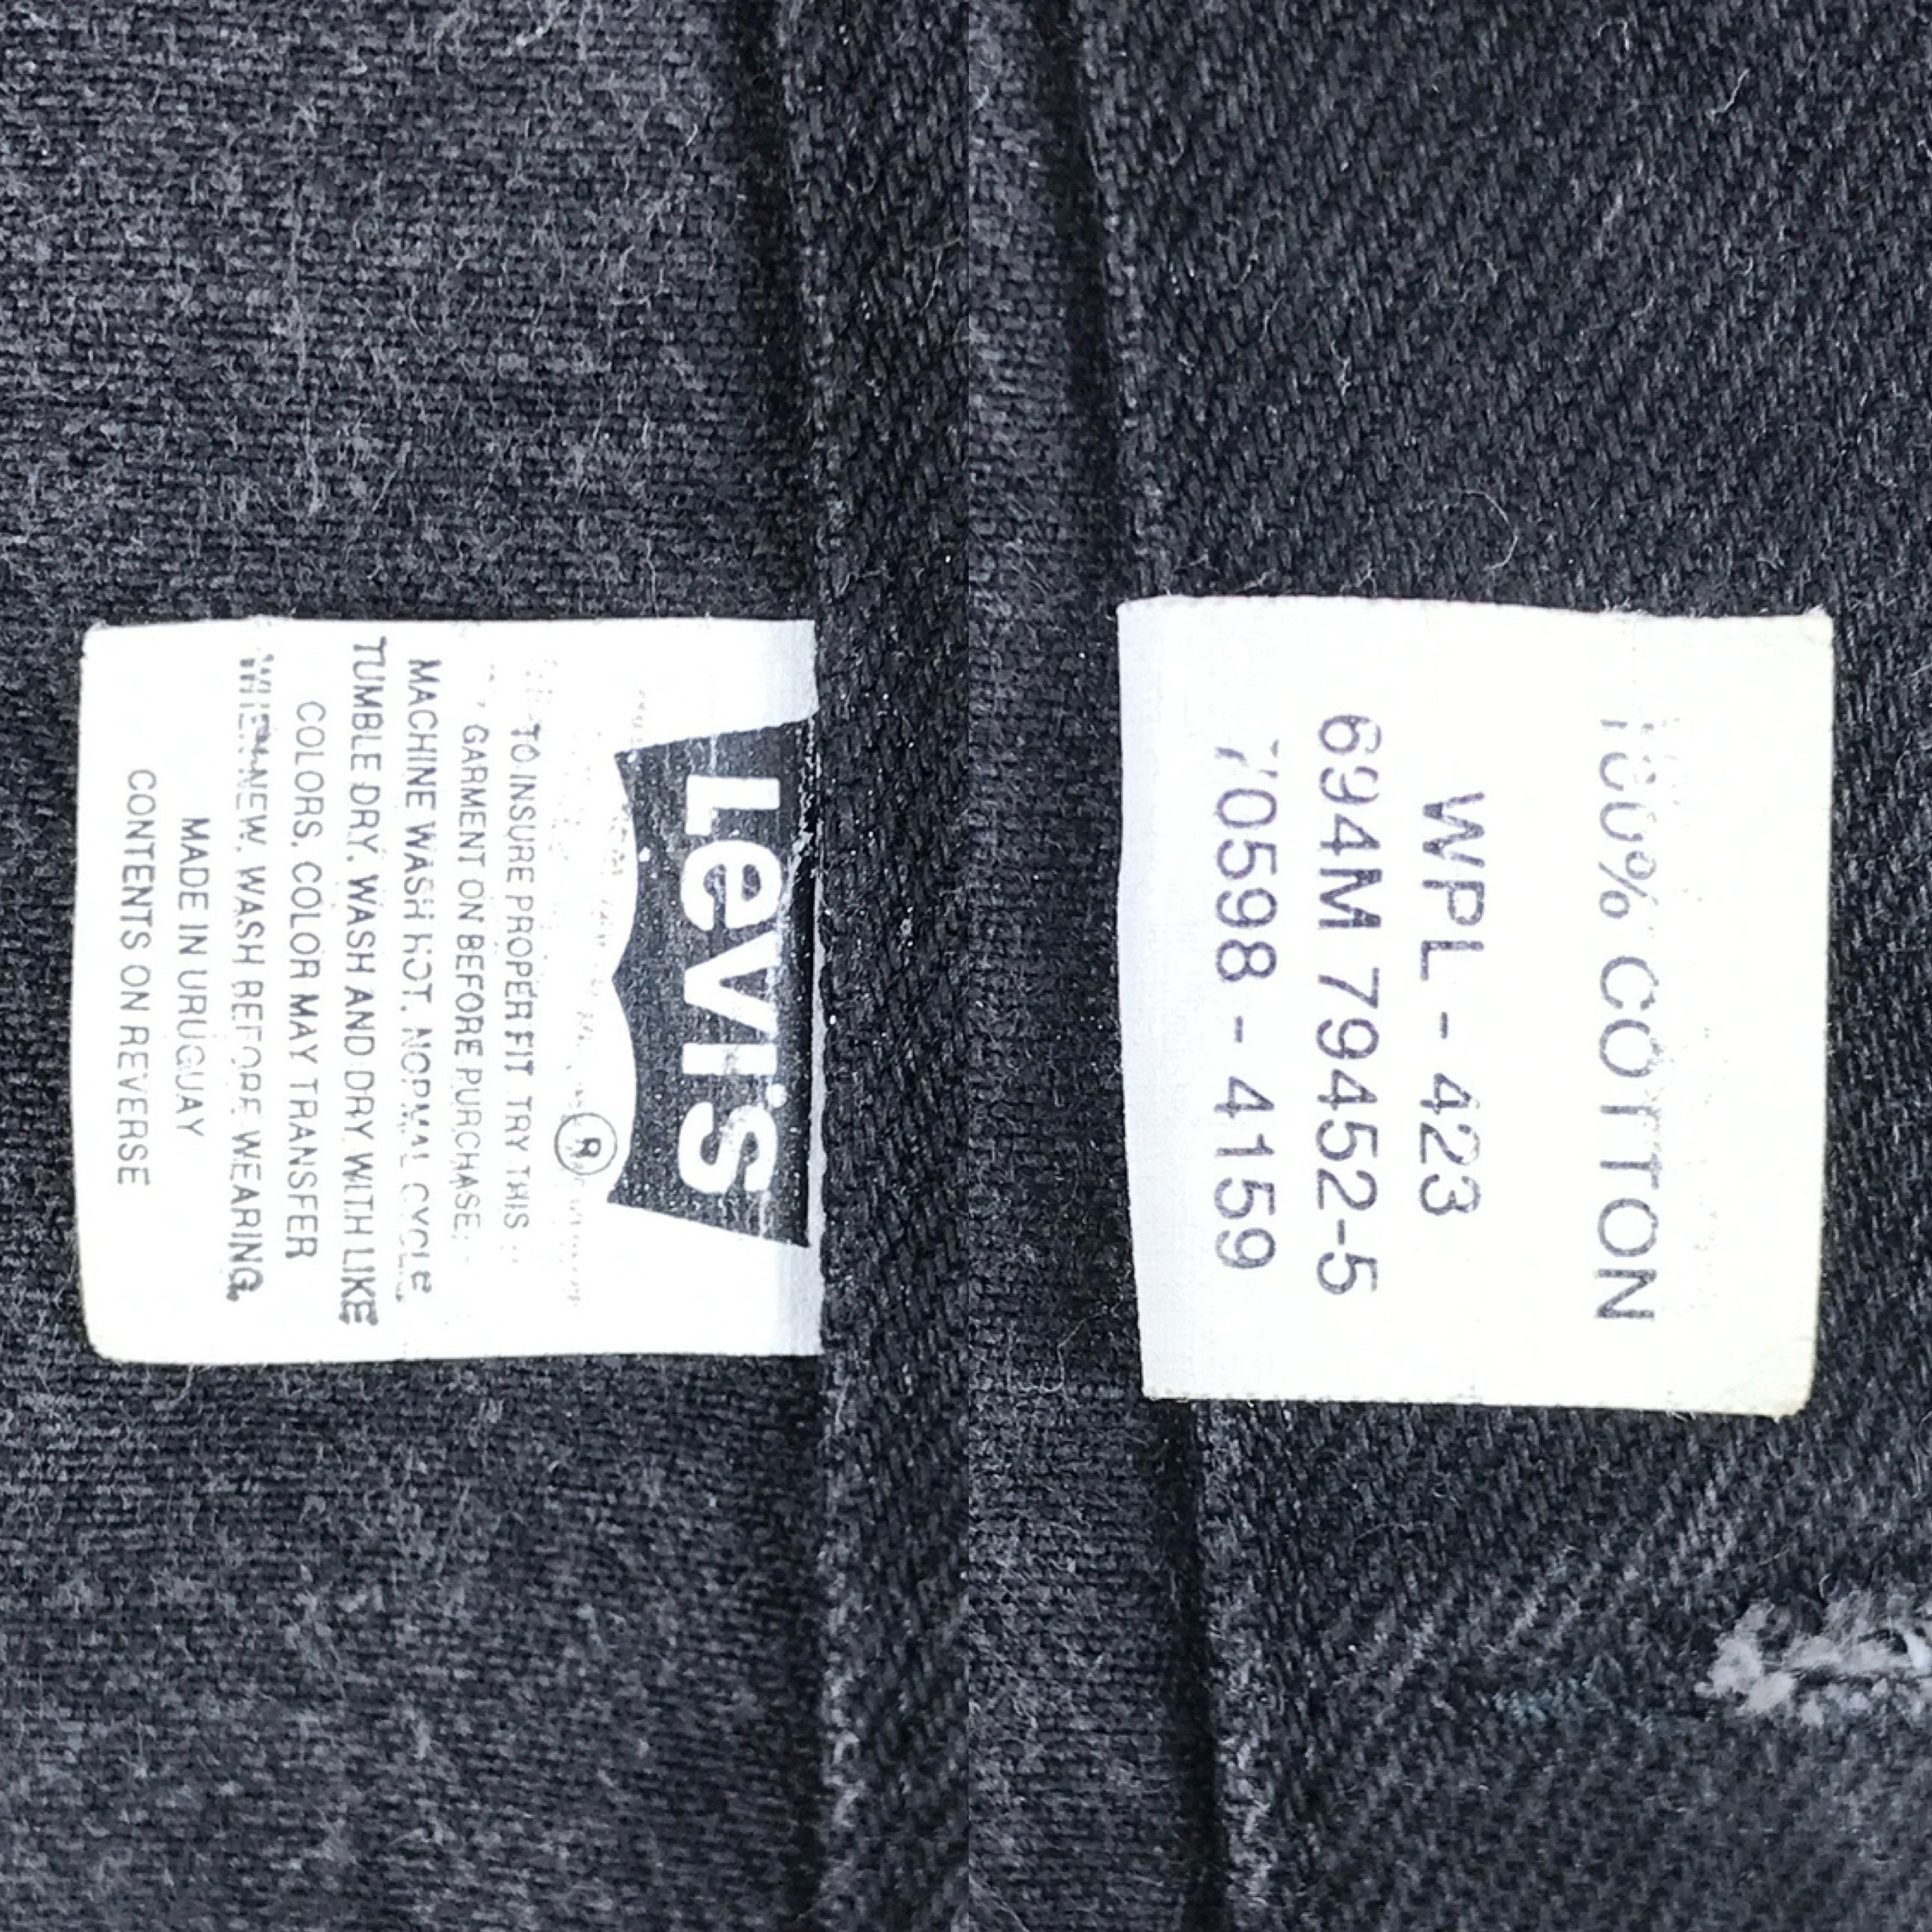 Levi's
®
TO INSURE PROPER FIT TRY THIS
GARMENT ON BEFORE PURCHASE.
MACHINE WASH HOT. NORMAL CYCLE.
TUMBLE DRY. WASH AND DRY WITH LIKE
COLORS. COLOR MAY TRANSFER
WHEN NEW. WASH BEFORE WEARING.
MADE IN URUGUAY
CONTENTS ON REVERSE
100% COTTON
WPL - 423
694M 79452-5
70598 - 4159